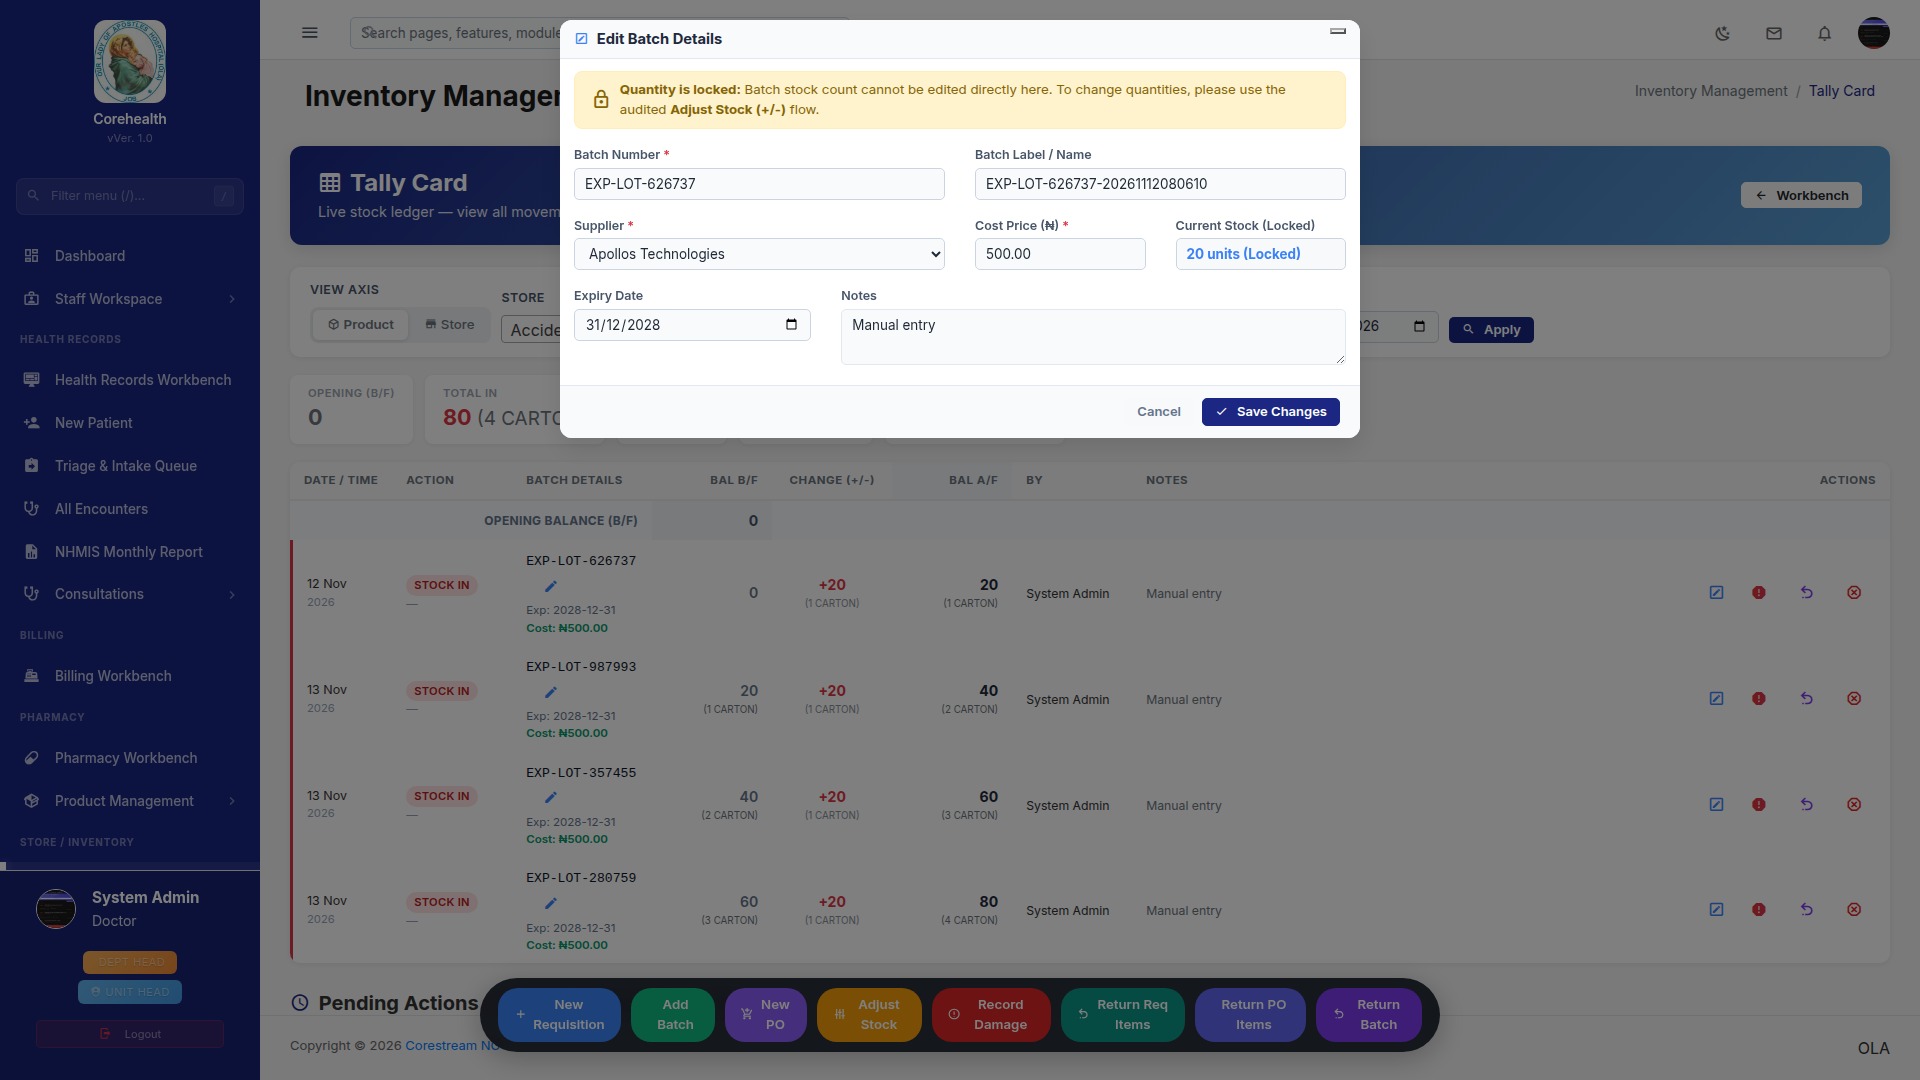 Corehealth
vVer. 1.0
Filter menu (/)...
/
Dashboard
Staff Workspace
HEALTH RECORDS
Health Records Workbench
New Patient
Triage & Intake Queue
All Encounters
NHMIS Monthly Report
Consultations
BILLING
Billing Workbench
PHARMACY
Pharmacy Workbench
Product Management
STORE / INVENTORY
System Admin
Doctor
DEPT HEAD
UNIT HEAD
Logout
Search pages, features, module
Inventory Manager
Inventory Management / Tally Card
Tally Card
Live stock ledger — view all movem
Workbench
VIEW AXIS
Product
Store
STORE
Accide
026
Apply
OPENING (B/F)
0
TOTAL IN
80 (4 CARTO
Edit Batch Details
Quantity is locked: Batch stock count cannot be edited directly here. To change quantities, please use the
audited Adjust Stock (+/-) flow.
Batch Number *
EXP-LOT-626737
Batch Label / Name
EXP-LOT-626737-20261112080610
Supplier *
Apollos Technologies
Cost Price (₦) *
500.00
Current Stock (Locked)
20 units (Locked)
Expiry Date
31/12/2028
Notes
Manual entry
Cancel
Save Changes
DATE / TIME ACTION BATCH DETAILS BAL B/F CHANGE (+/-) BAL A/F BY NOTES ACTIONS
OPENING BALANCE (B/F) 0
EXP-LOT-626737
12 Nov STOCK IN 0 +20 20 System Admin Manual entry
2026 — (1 CARTON) (1 CARTON)
Exp: 2028-12-31
Cost: ₦500.00
EXP-LOT-987993
13 Nov STOCK IN 20 +20 40 System Admin Manual entry
2026 — (1 CARTON) (1 CARTON) (2 CARTON)
Exp: 2028-12-31
Cost: ₦500.00
EXP-LOT-357455
13 Nov STOCK IN 40 +20 60 System Admin Manual entry
2026 — (2 CARTON) (1 CARTON) (3 CARTON)
Exp: 2028-12-31
Cost: ₦500.00
EXP-LOT-280759
13 Nov STOCK IN 60 +20 80 System Admin Manual entry
2026 — (3 CARTON) (1 CARTON) (4 CARTON)
Exp: 2028-12-31
Cost: ₦500.00
Pending Actions
New
Requisition
Add
Batch
New
PO
Adjust
Stock
Record
Damage
Return Req
Items
Return PO
Items
Return
Batch
Copyright © 2026 Corestream
OLA